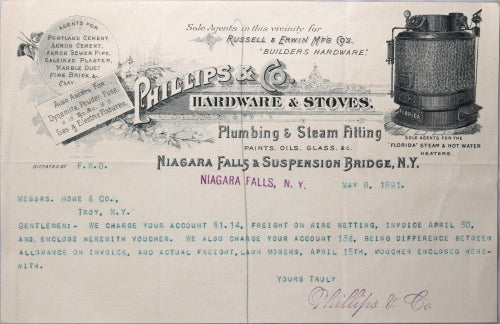 AGENTS FOR
PORTLAND CEMENT,
AKRON CEMENT,
AKRON SEWER PIPE,
CALCINED PLASTER,
MARBLE DUST
FIRE BRICK, &
CLAY.
Also Agents For
Dynamite, Powder, Fuse,
&c. &c.
Gas & Electric Fixtures.
Sole Agents in this vicinity for
RUSSELL & ERWIN MFG CO'S.
"BUILDERS HARDWARE."
PHILLIPS & CO.
HARDWARE & STOVES.
Plumbing & Steam Fitting
PAINTS, OILS, GLASS, &C.
NIAGARA FALLS & SUSPENSION BRIDGE, N.Y.
FLORIDA
SOLE AGENTS FOR THE
"FLORIDA" STEAM & HOT WATER
HEATERS.
DICTATED BY F.W.O.
NIAGARA FALLS, N. Y. MAY 8, 1891.
MESSRS. HOWE & CO.,
TROY, N.Y.
GENTLEMEN:- WE CHARGE YOUR ACCOUNT $1.14, FREIGHT ON WIRE NETTING, INVOICE APRIL 30,
AND ENCLOSE HEREWITH VOUCHER. WE ALSO CHARGE YOUR ACCOUNT 13¢, BEING DIFFERENCE BETWEEN
ALLOWANCE ON INVOICE, AND ACTUAL FREIGHT, LAWN MOWERS, APRIL 15TH, VOUCHER ENCLOSED HERE-
WITH.
YOURS TRULY
Phillips & Co